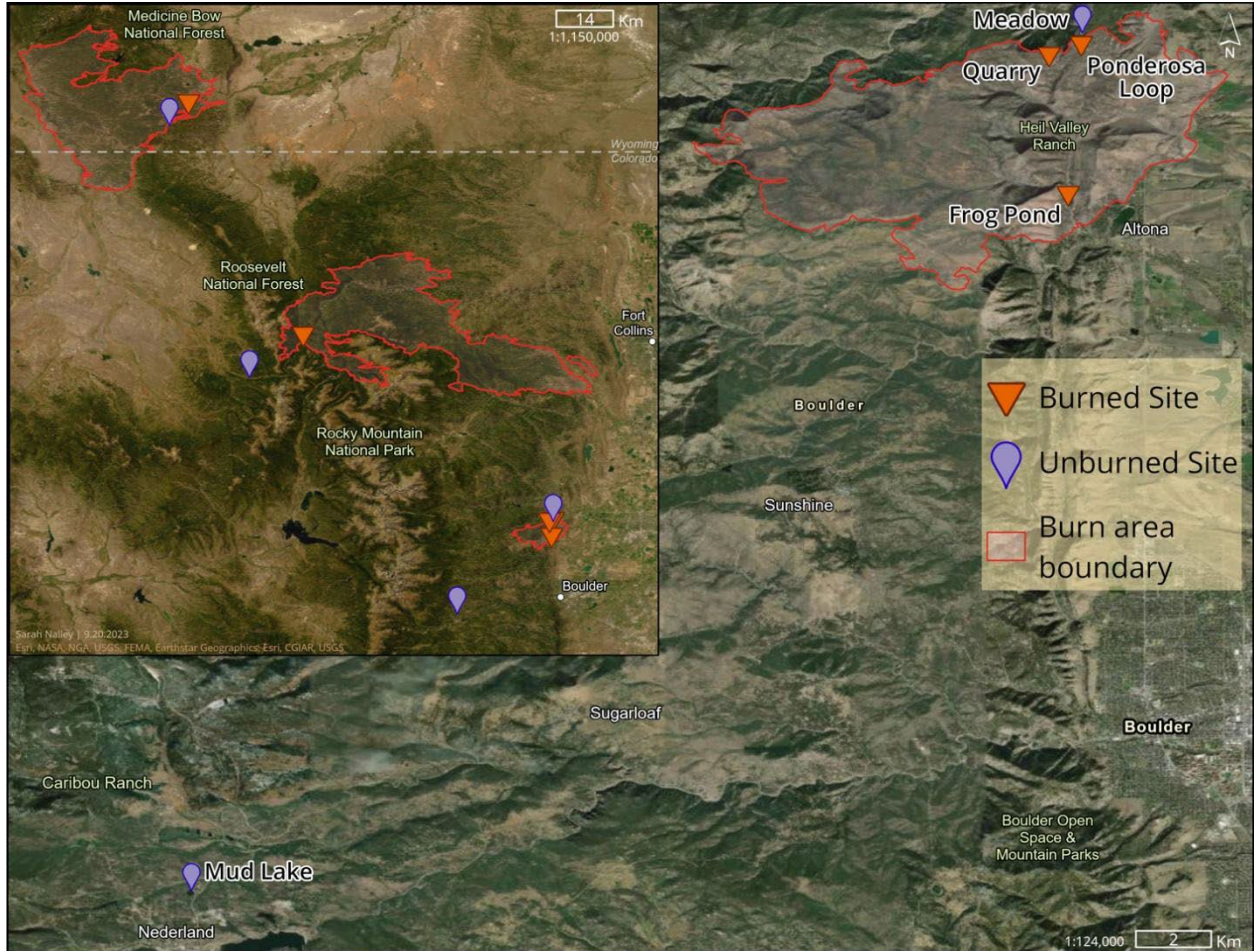 Medicine Bow
National Forest
14 Km
1:1,150,000
Wyoming
Colorado
Roosevelt
National Forest
Fort
Collins
Rocky Mountain
National Park
Boulder
Sarah Nalley | 9.20.2023
Esri, NASA, NGA, USGS, FEMA, Earthstar Geographics, Esri, CGIAR, USGS
Meadow
N
Quarry
Ponderosa
Loop
Heil Valley
Ranch
Frog Pond
Altona
Burned Site
Unburned Site
Burn area
boundary
Boulder
Sunshine
Sugarloaf
Boulder
Caribou Ranch
Boulder Open
Space &
Mountain Parks
Mud Lake
Nederland
1:124,000 2 Km